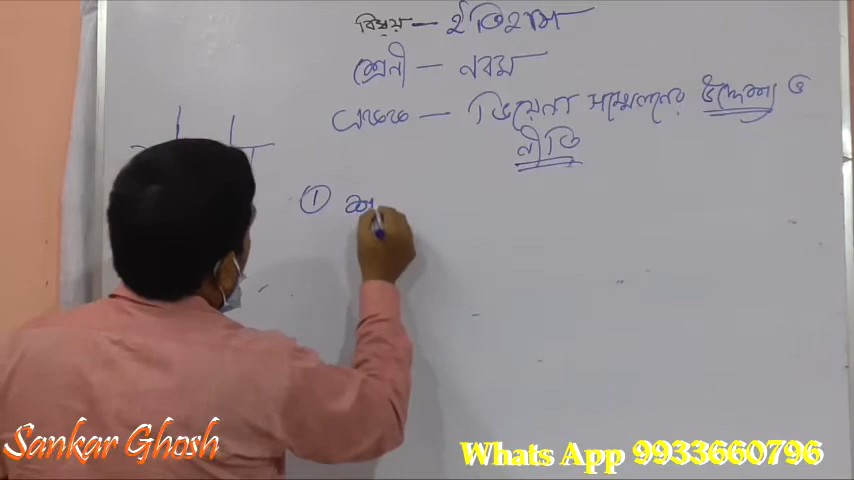 বিষয় — ইতিহাস
শ্রেনী — নবম
ভিয়েনা সম্মেলনের উদ্দেশ্য ও
নীতি
①
Sankar Ghosh
Whats App 9933660796